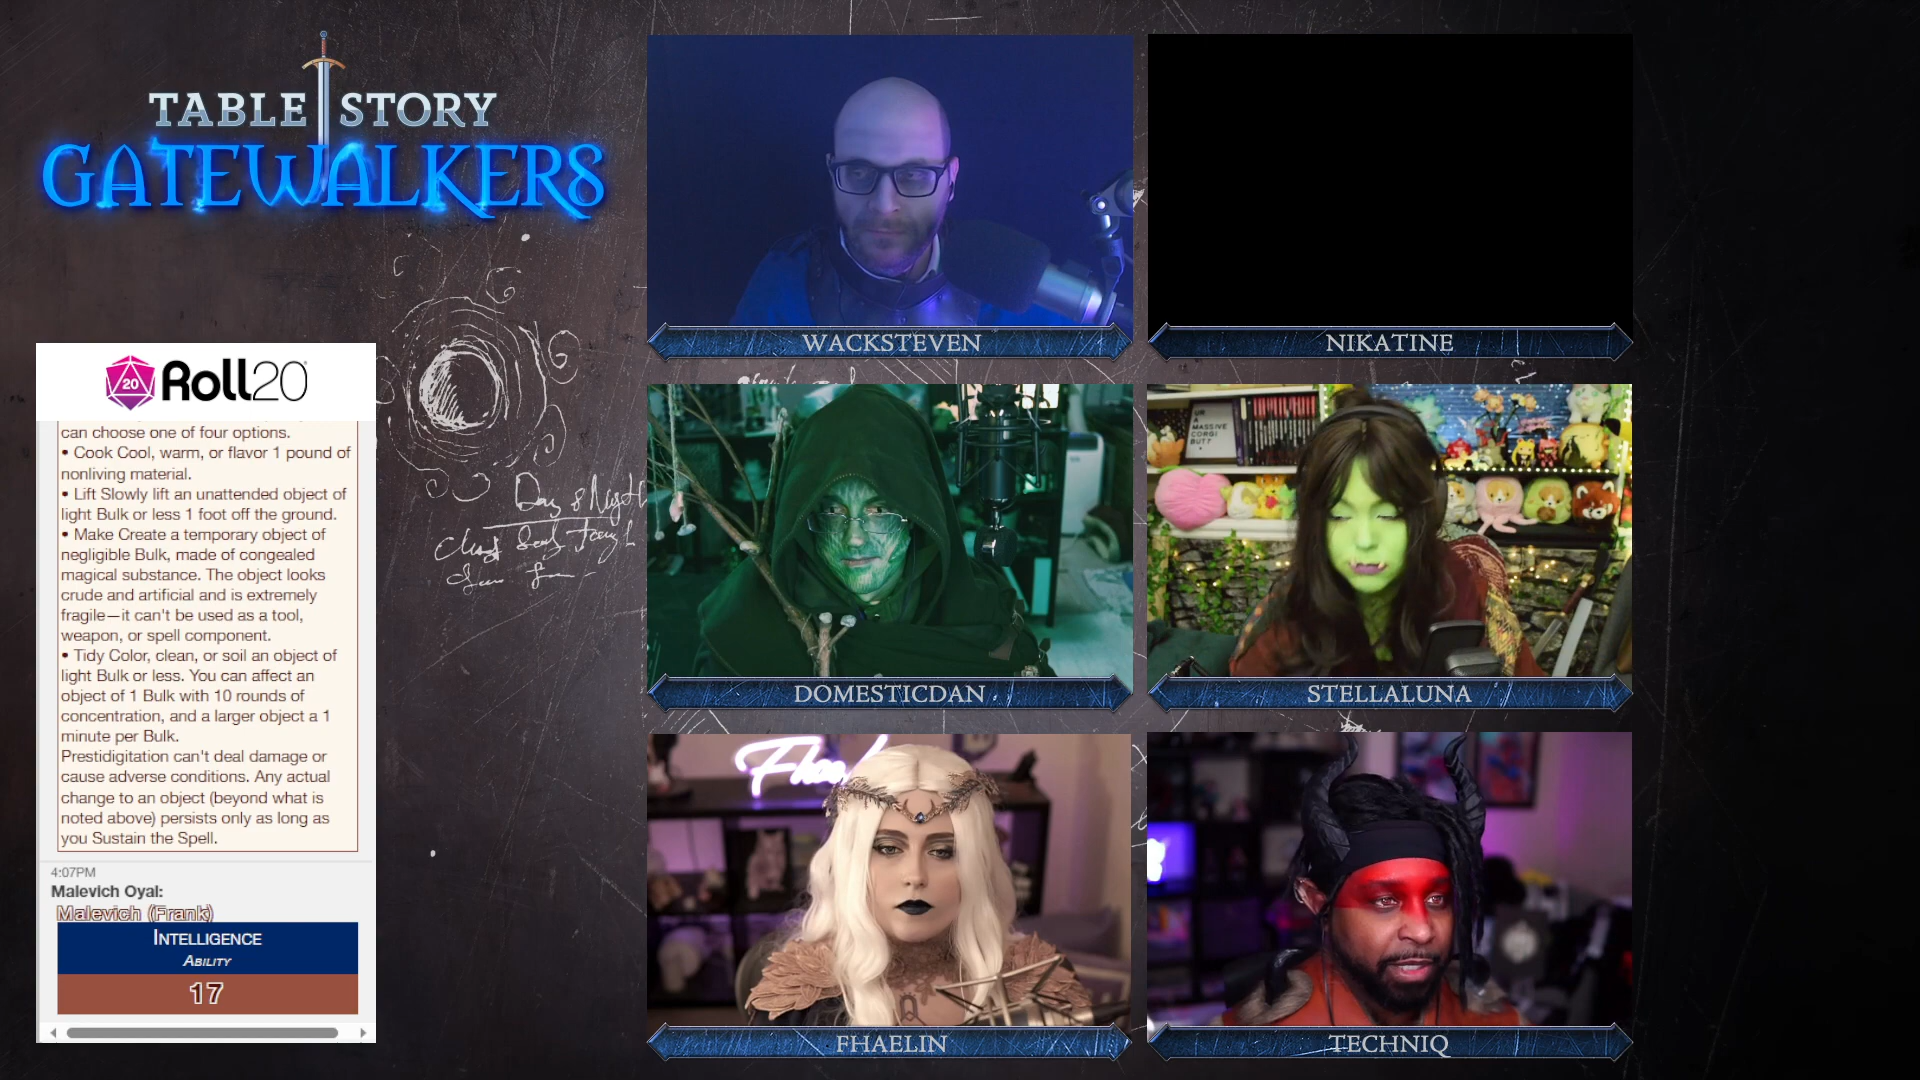 TABLE STORY
GATEWALKERS
Roll20
can choose one of four options.
• Cook Cool, warm, or flavor 1 pound of
nonliving material.
• Lift Slowly lift an unattended object of
light Bulk or less 1 foot off the ground.
• Make Create a temporary object of
negligible Bulk, made of congealed
magical substance. The object looks
crude and artificial and is extremely
fragile—it can't be used as a tool,
weapon, or spell component.
• Tidy Color, clean, or soil an object of
light Bulk or less. You can affect an
object of 1 Bulk with 10 rounds of
concentration, and a larger object a 1
minute per Bulk.
Prestidigitation can't deal damage or
cause adverse conditions. Any actual
change to an object (beyond what is
noted above) persists only as long as
you Sustain the Spell.
4:07PM
Malevich Oyal:
Malevich (Frank)
INTELLIGENCE
ABILITY
17
WACKSTEVEN
NIKATINE
UR
A MASSIVE
CORGI
BUTT
DOMESTICDAN
STELLALUNA
FHAELIN
TECHNIQ